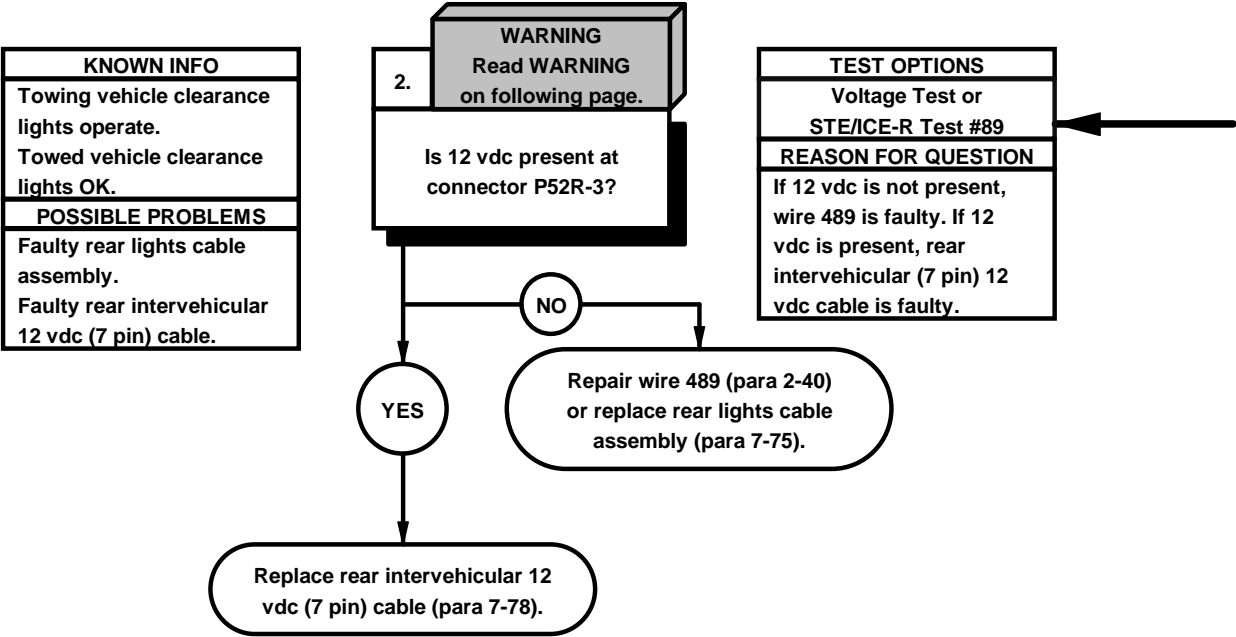 KNOWN INFO
Towing vehicle clearance
lights operate.
Towed vehicle clearance
lights OK.
POSSIBLE PROBLEMS
Faulty rear lights cable
assembly.
Faulty rear intervehicular
12 vdc (7 pin) cable.
WARNING
Read WARNING
on following page.
2.
Is 12 vdc present at
connector P52R-3?
TEST OPTIONS
Voltage Test or
STE/ICE-R Test #89
REASON FOR QUESTION
If 12 vdc is not present,
wire 489 is faulty. If 12
vdc is present, rear
intervehicular (7 pin) 12
vdc cable is faulty.
NO
YES
Repair wire 489 (para 2-40)
or replace rear lights cable
assembly (para 7-75).
Replace rear intervehicular 12
vdc (7 pin) cable (para 7-78).